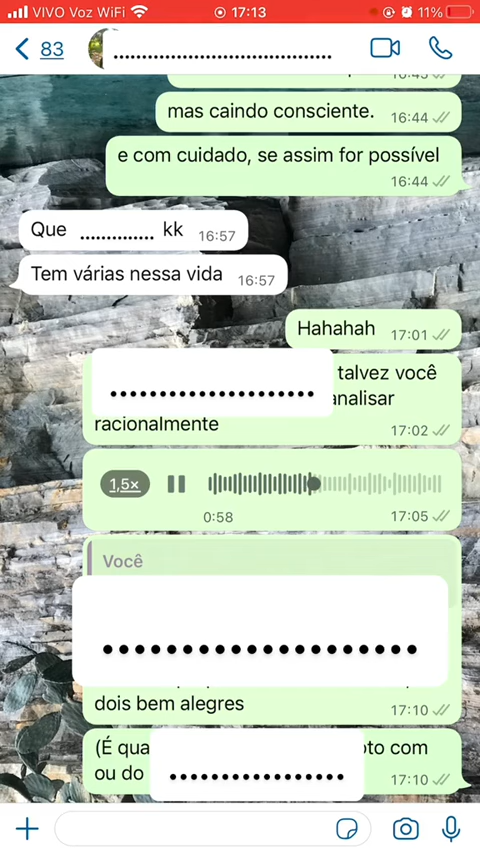 VIVO Voz WiFi 17:13 11%
83
16:43
mas caindo consciente. 16:44
e com cuidado, se assim for possível
16:44
Que .............. kk 16:57
Tem várias nessa vida 16:57
Hahahah 17:01
talvez você
analisar
racionalmente 17:02
1,5×
0:58 17:05
Você
dois bem alegres 17:10
(É qua oto com
ou do 17:10